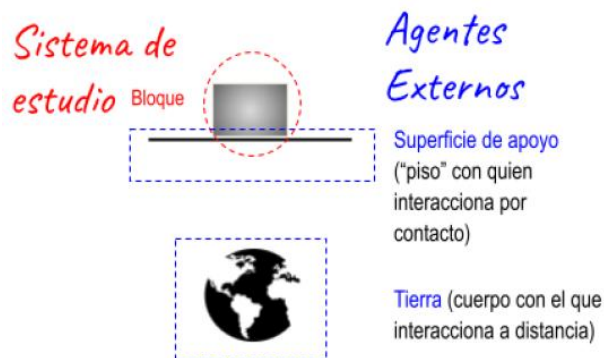 Sistema de
estudio
Bloque
Agentes
Externos
Superficie de apoyo
("piso" con quien
interacciona por
contacto)
Tierra (cuerpo con el que
interacciona a distancia)